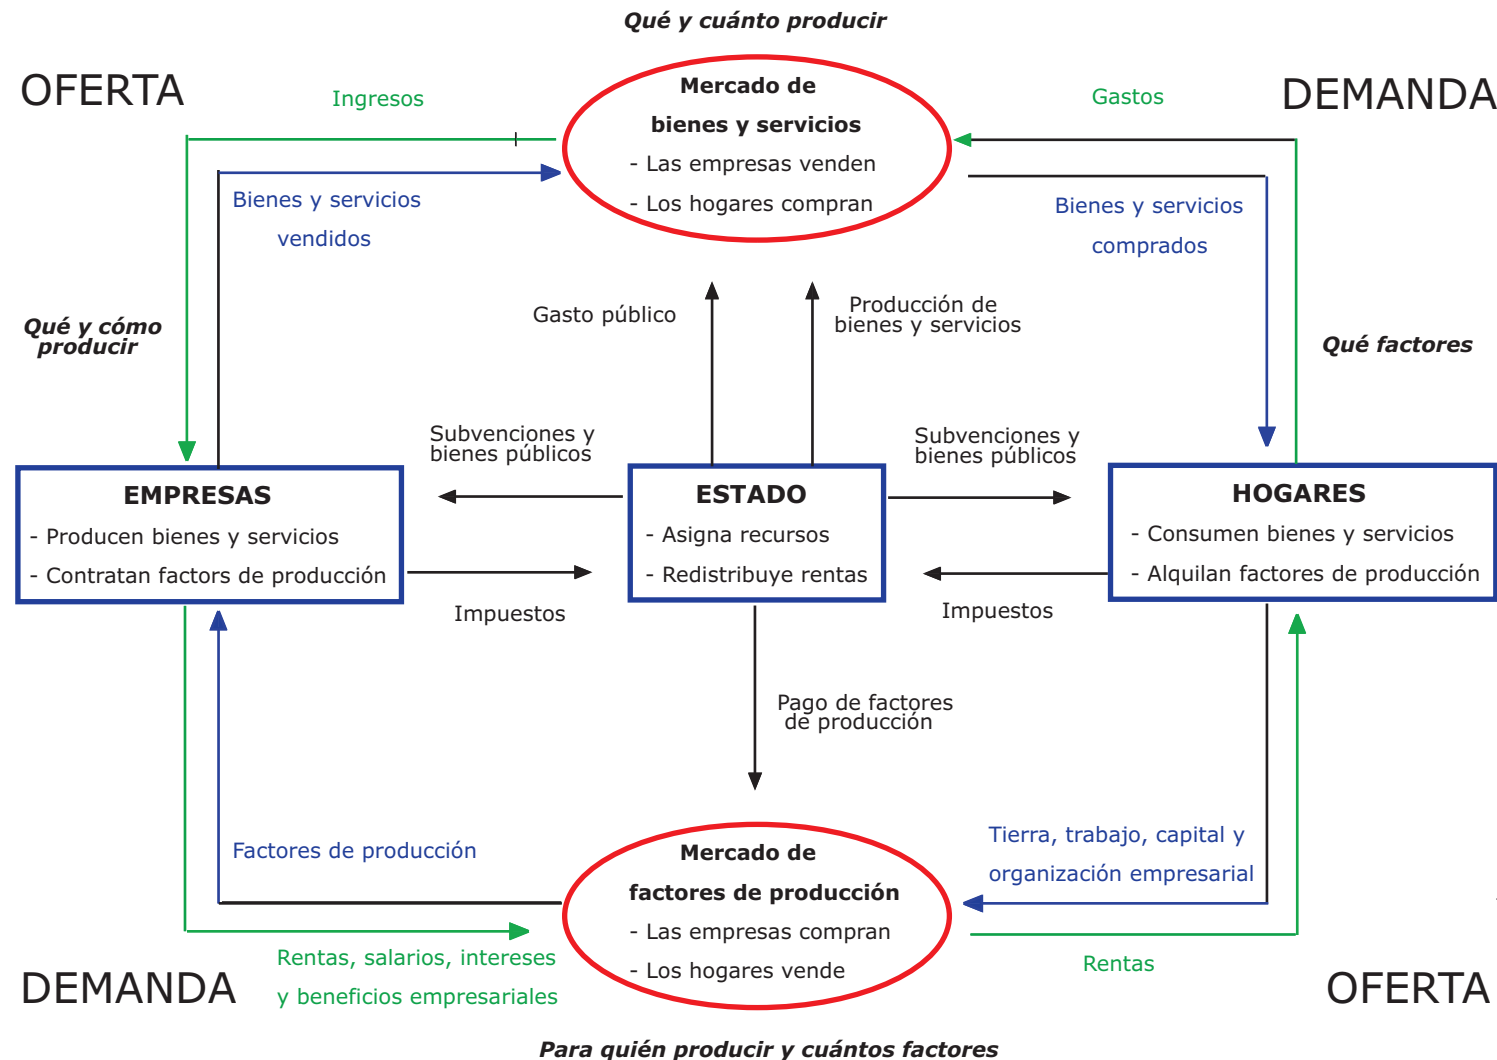 Qué y cuánto producir
OFERTA
DEMANDA
Ingresos
Gastos
Mercado de
bienes y servicios
- Las empresas venden
- Los hogares compran
Bienes y servicios
vendidos
Bienes y servicios
comprados
Gasto público
Producción de
bienes y servicios
Qué y cómo
producir
Qué factores
Subvenciones y
bienes públicos
Subvenciones y
bienes públicos
EMPRESAS
- Producen bienes y servicios
- Contratan factors de producción
ESTADO
- Asigna recursos
- Redistribuye rentas
HOGARES
- Consumen bienes y servicios
- Alquilan factores de producción
Impuestos
Impuestos
Pago de factores
de producción
Factores de producción
Tierra, trabajo, capital y
organización empresarial
Mercado de
factores de producción
- Las empresas compran
- Los hogares vende
Rentas, salarios, intereses
y beneficios empresariales
Rentas
DEMANDA
OFERTA
Para quién producir y cuántos factores